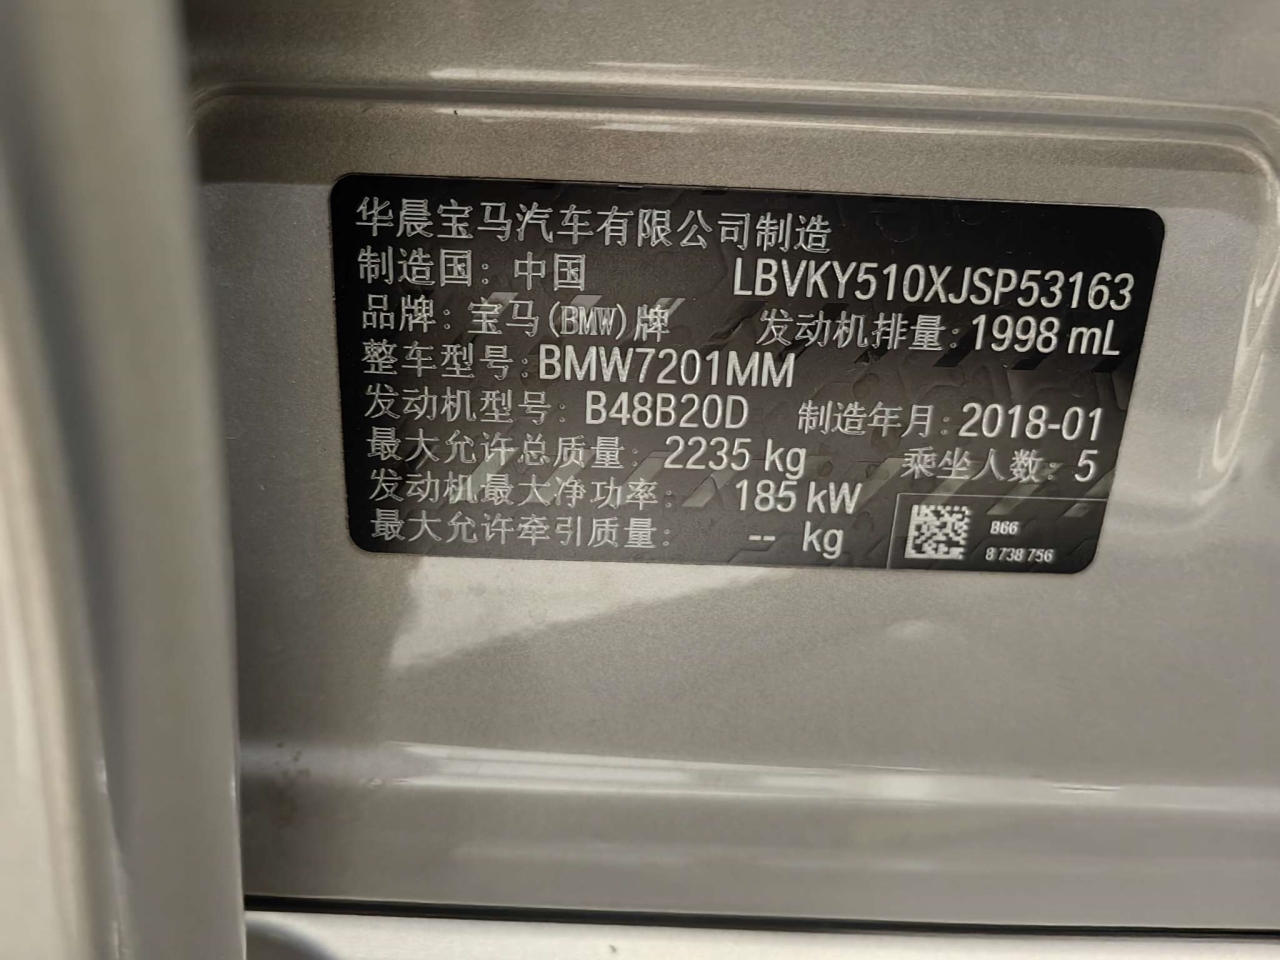 华晨宝马汽车有限公司制造
制造国：中国 LBVKY510XJSP53163
品牌：宝马(BMW)牌 发动机排量：1998 mL
整车型号：BMW7201MM
发动机型号：B48B20D 制造年月：2018-01
最大允许总质量：2235 kg 乘坐人数：5
发动机最大净功率：185 kW
最大允许牵引质量：-- kg
B66
8 738 756